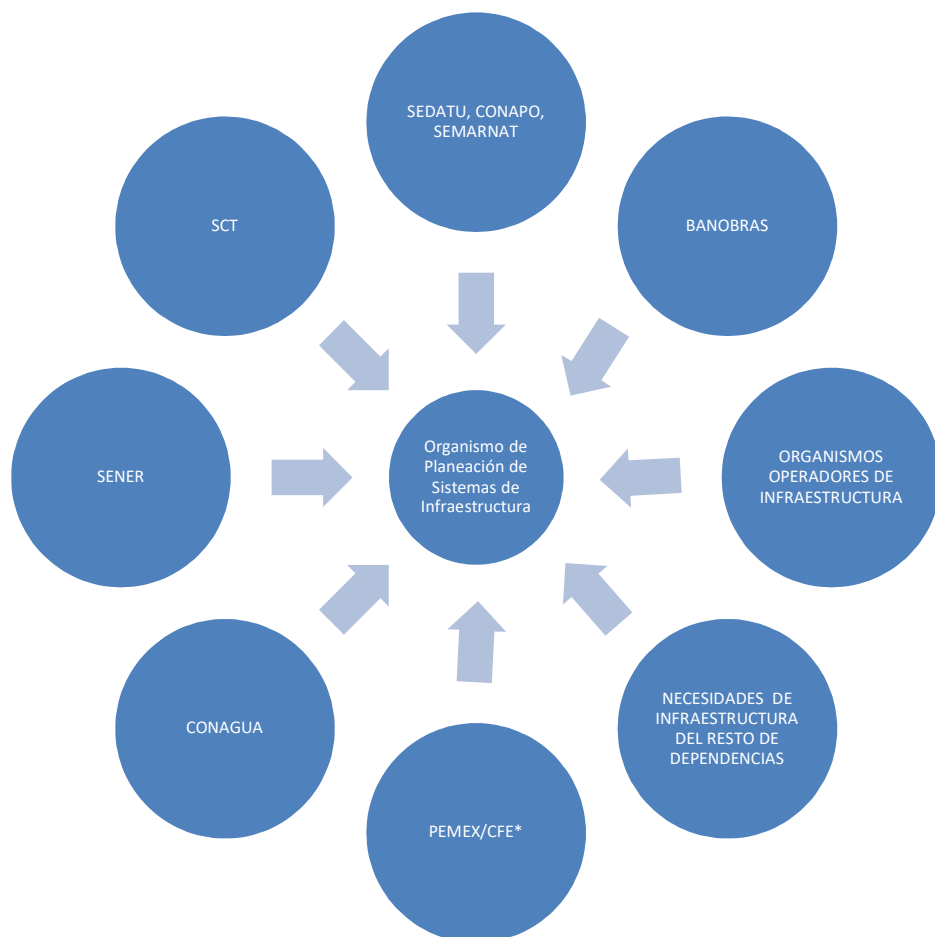 SEDATU, CONAPO,
SEMARNAT
SCT
BANOBRAS
SENER
Organismo de
Planeación de
Sistemas de
Infraestructura
ORGANISMOS
OPERADORES DE
INFRAESTRUCTURA
CONAGUA
NECESIDADES DE
INFRAESTRUCTURA
DEL RESTO DE
DEPENDENCIAS
PEMEX/CFE*